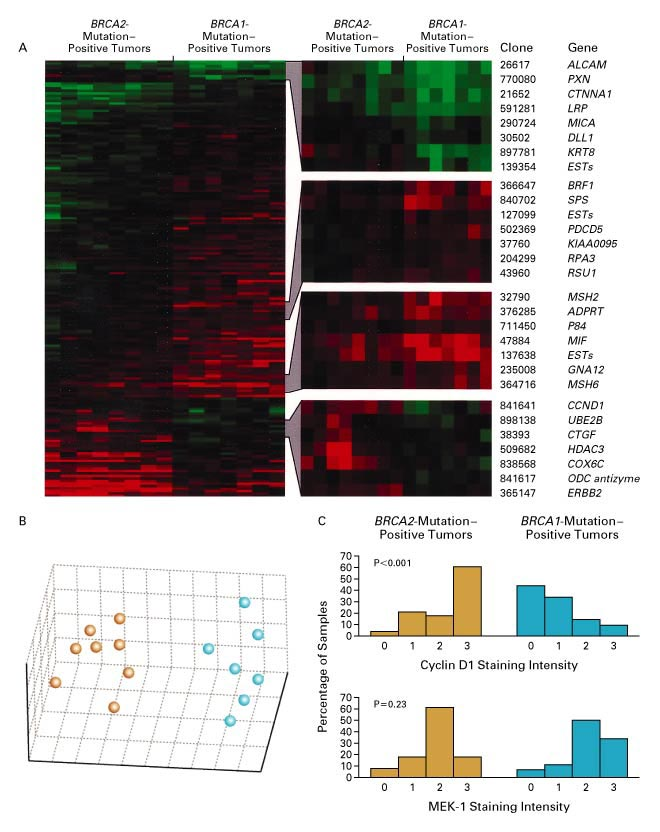 A
BRCA2-
Mutation–
Positive Tumors
BRCA1-
Mutation–
Positive Tumors
BRCA2-
Mutation–
Positive Tumors
BRCA1-
Mutation–
Positive Tumors
Clone Gene
26617 ALCAM
770080 PXN
21652 CTNNA1
591281 LRP
290724 MICA
30502 DLL1
897781 KRT8
139354 ESTs
366647 BRF1
840702 SPS
127099 ESTs
502369 PDCD5
37760 KIAA0095
204299 RPA3
43960 RSU1
32790 MSH2
376285 ADPRT
711450 P84
47884 MIF
137638 ESTs
235008 GNA12
364716 MSH6
841641 CCND1
898138 UBE2B
38393 CTGF
509682 HDAC3
838568 COX6C
841617 ODC antizyme
365147 ERBB2
B
C
BRCA2-Mutation–
Positive Tumors
BRCA1-Mutation–
Positive Tumors
Percentage of Samples
70
60
50
40
30
20
10
0
P<0.001
0 1 2 3 0 1 2 3
Cyclin D1 Staining Intensity
70
60
50
40
30
20
10
0
P=0.23
0 1 2 3 0 1 2 3
MEK-1 Staining Intensity